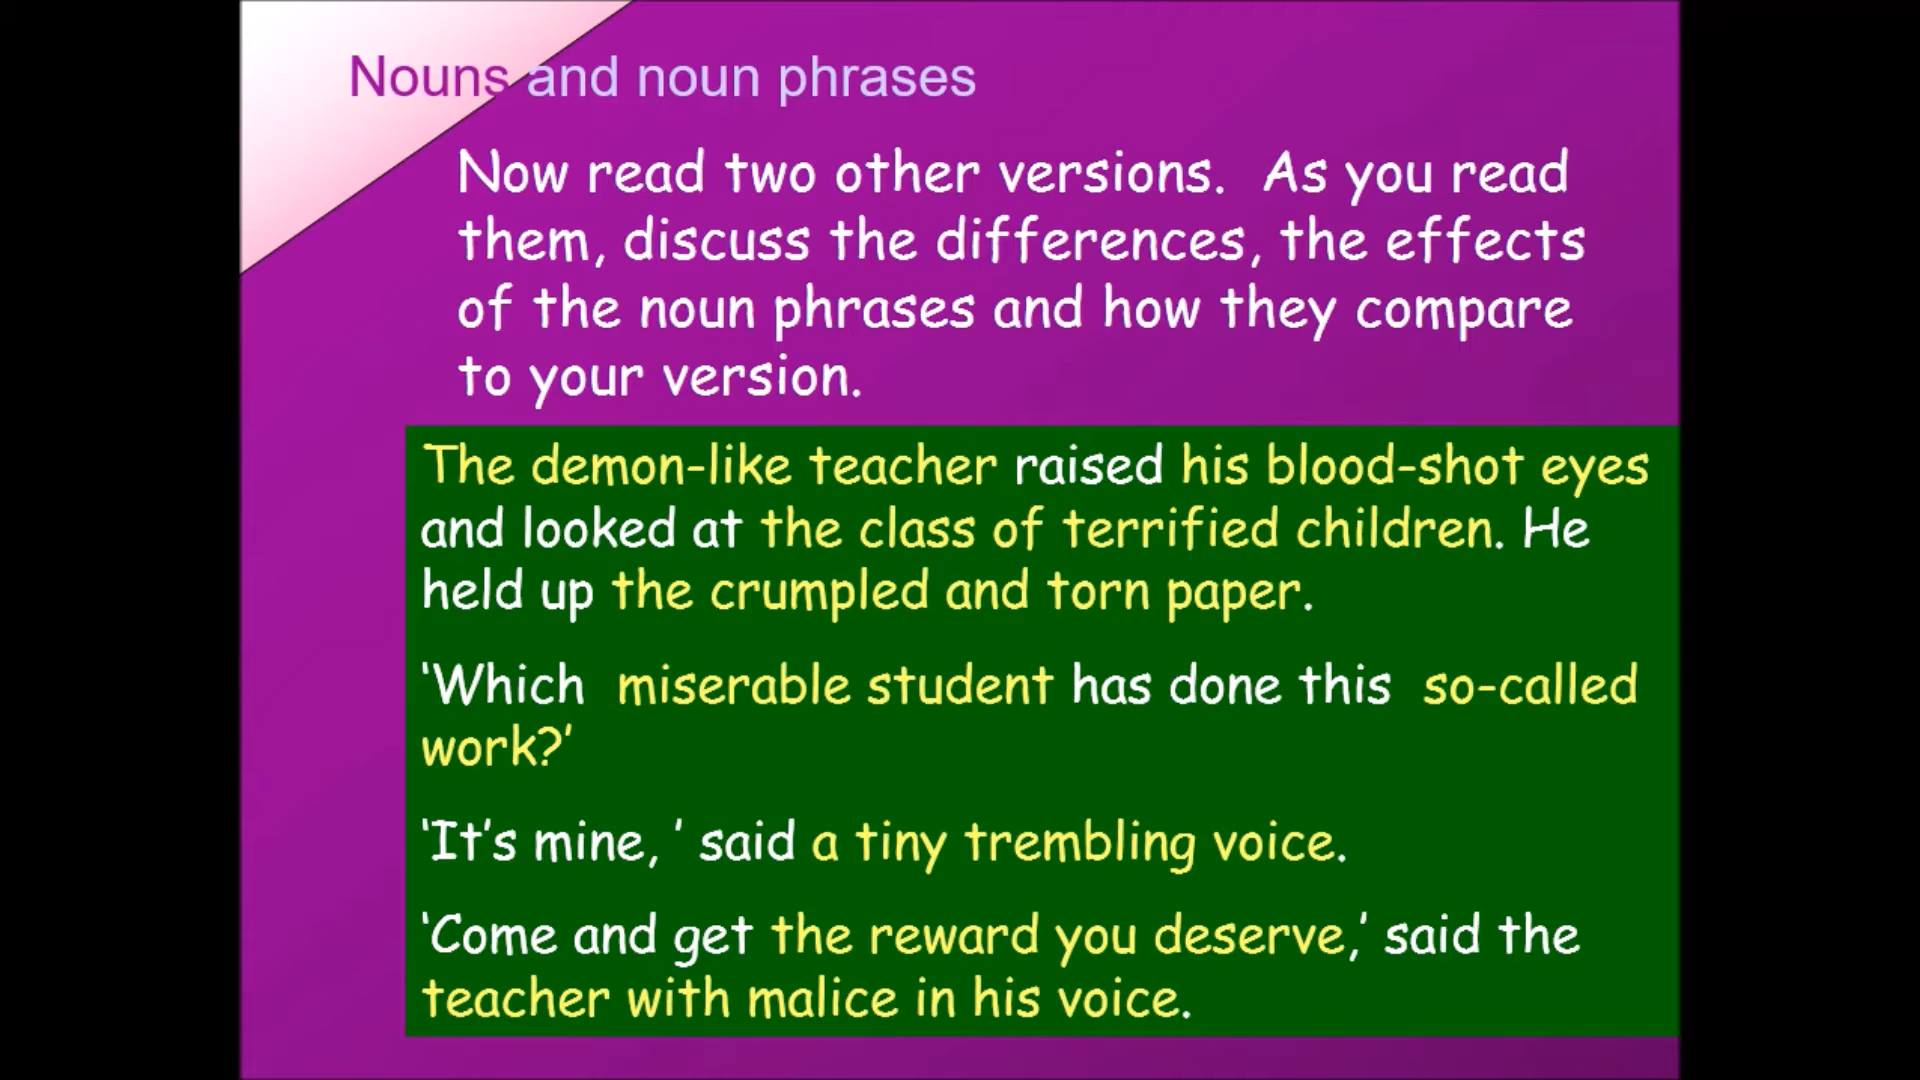 Nouns and noun phrases
Now read two other versions.  As you read
them, discuss the differences, the effects
of the noun phrases and how they compare
to your version.
The demon-like teacher raised his blood-shot eyes
and looked at the class of terrified children. He
held up the crumpled and torn paper.
‘Which  miserable student has done this  so-called
work?’
‘It’s mine, ’ said a tiny trembling voice.
‘Come and get the reward you deserve,’ said the
teacher with malice in his voice.